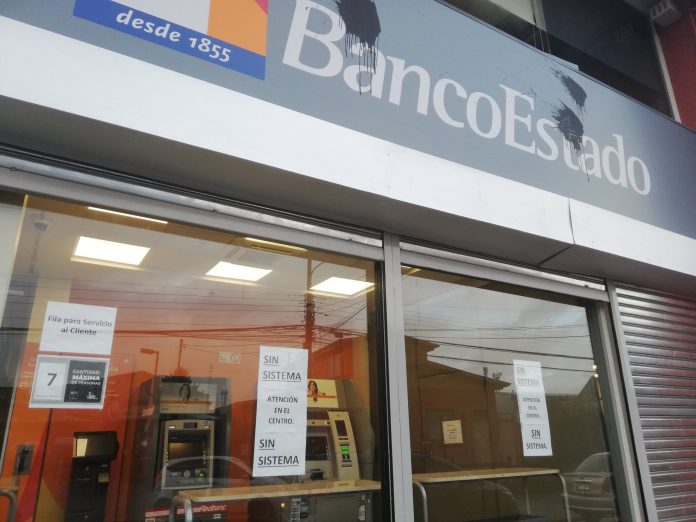 desde 1855
BancoEstado
Fila para Servicio
al Cliente
7
CANTIDAD
MÁXIMA
DE PERSONAS
SIN
SISTEMA
ATENCIÓN
EN EL
CENTRO.
SIN
SISTEMA
SIN
SISTEMA
ATENCIÓN
EN EL
CENTRO.
SIN
SISTEMA
Redbanc